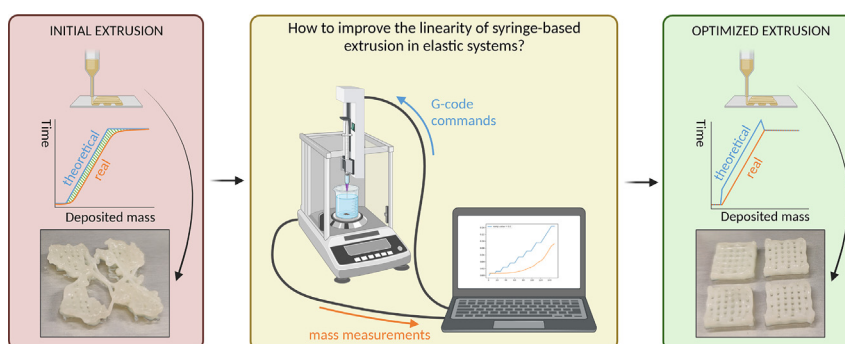 INITIAL EXTRUSION
Time
theoretical
real
Deposited mass
How to improve the linearity of syringe-based
extrusion in elastic systems?
G-code
commands
mass measurements
OPTIMIZED EXTRUSION
Time
theoretical
real
Deposited mass